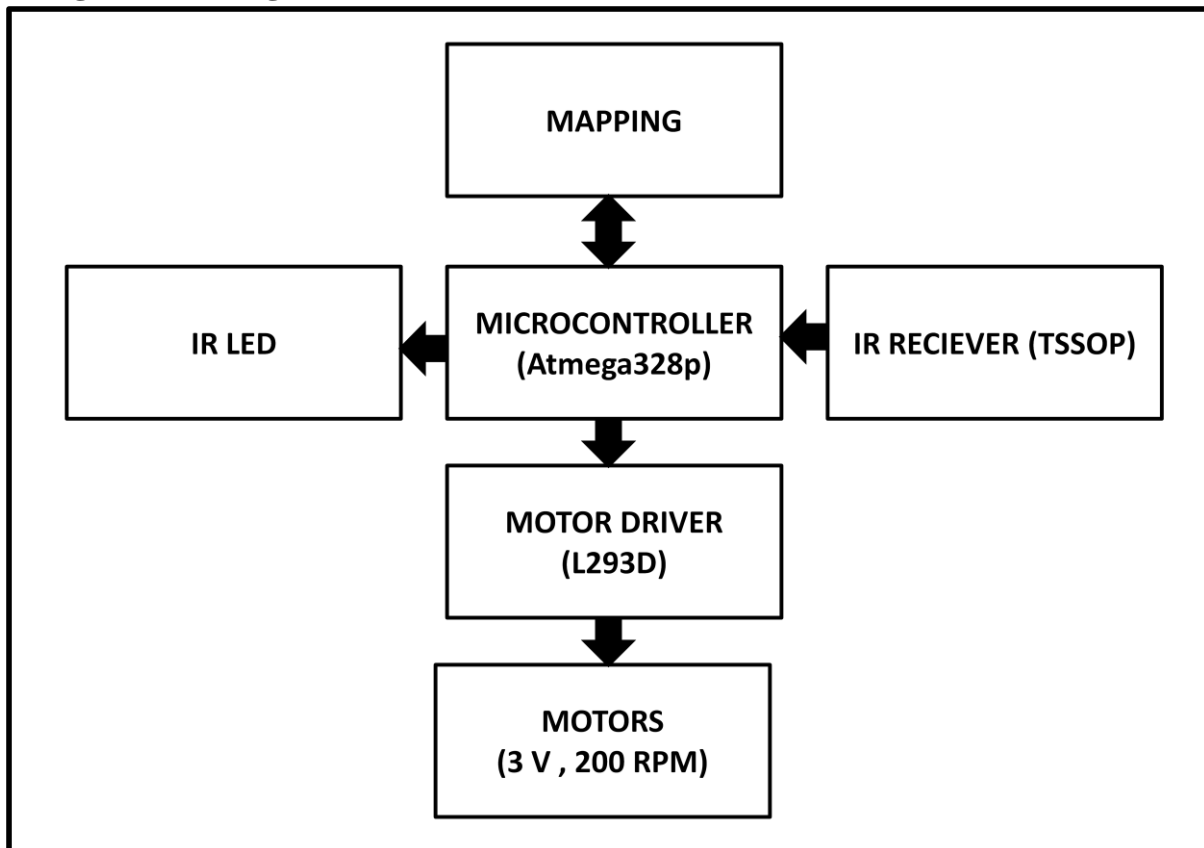 MAPPING
IR LED
MICROCONTROLLER
(Atmega328p)
IR RECIEVER (TSSOP)
MOTOR DRIVER
(L293D)
MOTORS
(3 V , 200 RPM)